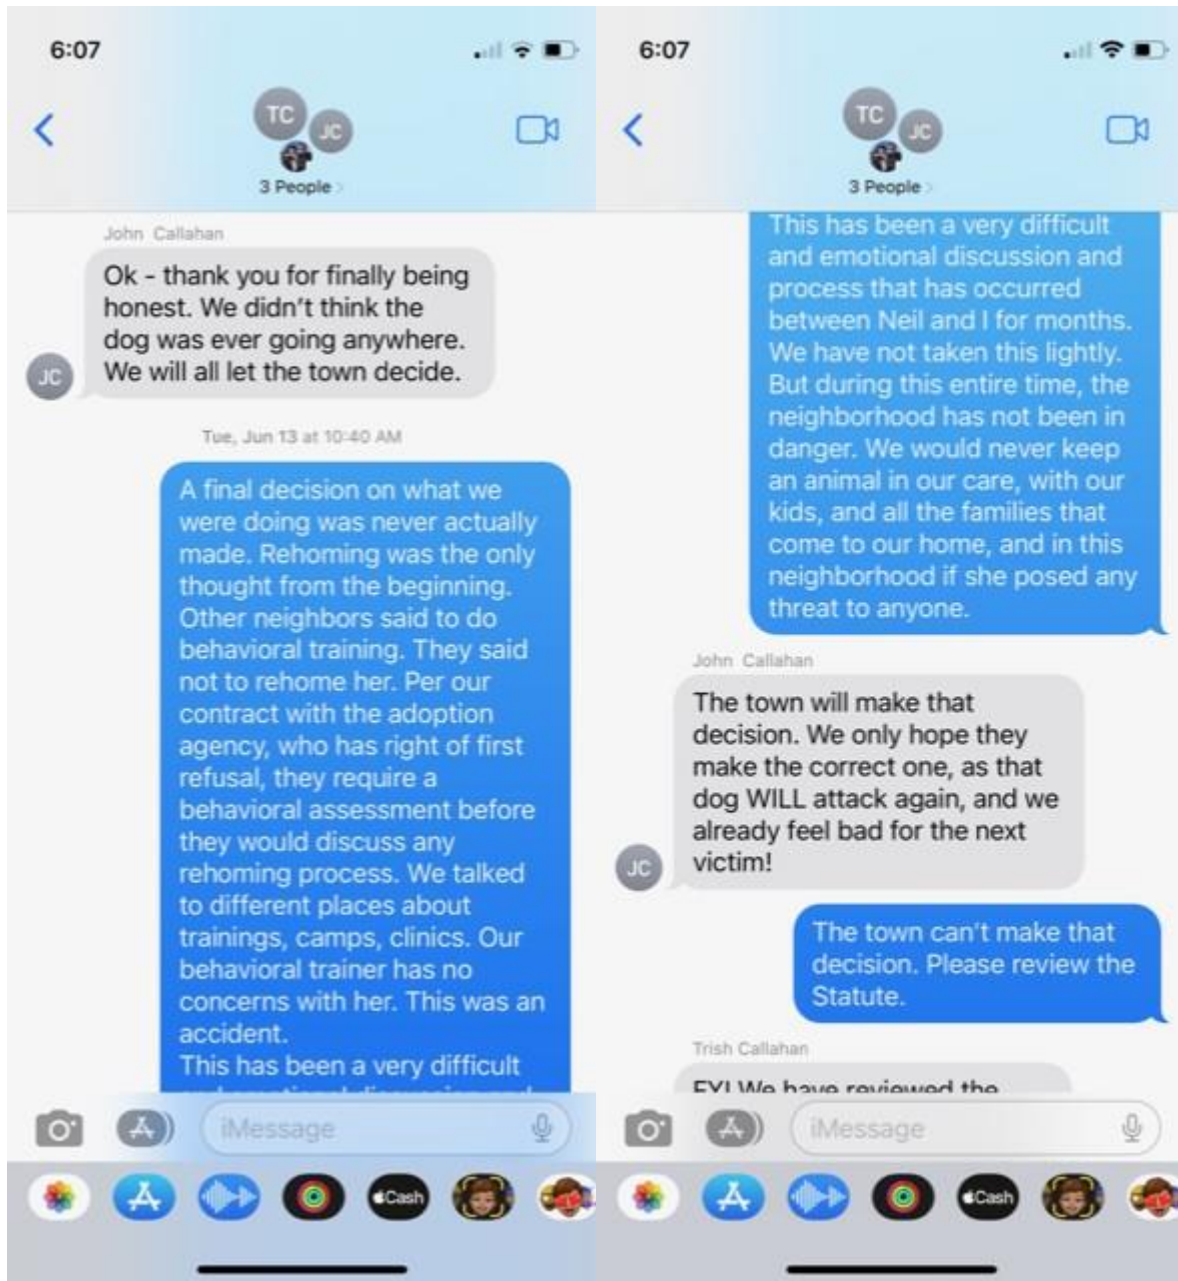 6:07
TC
JC
3 People
John Callahan
Ok - thank you for finally being
honest. We didn't think the
dog was ever going anywhere.
We will all let the town decide.
JC
Tue, Jun 13 at 10:40 AM
A final decision on what we
were doing was never actually
made. Rehoming was the only
thought from the beginning.
Other neighbors said to do
behavioral training. They said
not to rehome her. Per our
contract with the adoption
agency, who has right of first
refusal, they require a
behavioral assessment before
they would discuss any
rehoming process. We talked
to different places about
trainings, camps, clinics. Our
behavioral trainer has no
concerns with her. This was an
accident.
This has been a very difficult
iMessage
Cash
6:07
TC
JC
3 People
This has been a very difficult
and emotional discussion and
process that has occurred
between Neil and I for months.
We have not taken this lightly.
But during this entire time, the
neighborhood has not been in
danger. We would never keep
an animal in our care, with our
kids, and all the families that
come to our home, and in this
neighborhood if she posed any
threat to anyone.
John Callahan
The town will make that
decision. We only hope they
make the correct one, as that
dog WILL attack again, and we
already feel bad for the next
victim!
JC
The town can't make that
decision. Please review the
Statute.
Trish Callahan
FYI We have reviewed the
iMessage
Cash